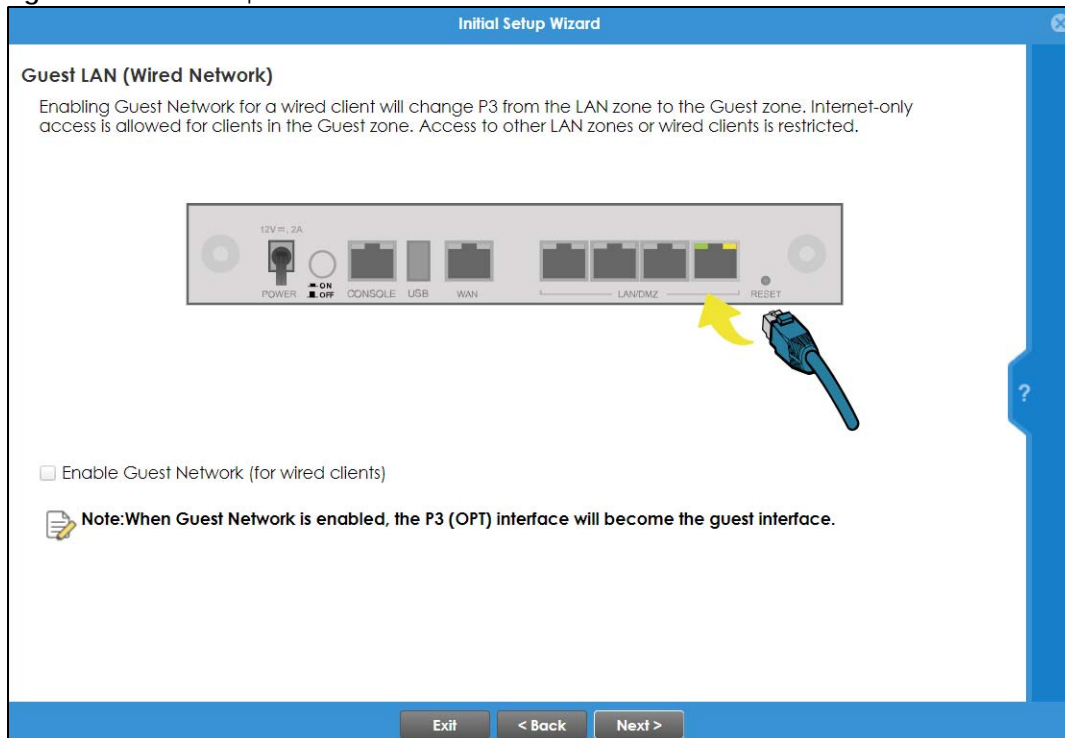 Initial Setup Wizard
Guest LAN (Wired Network)
Enabling Guest Network for a wired client will change P3 from the LAN zone to the Guest zone. Internet-only
access is allowed for clients in the Guest zone. Access to other LAN zones or wired clients is restricted.
12V⎓, 2A
ON
POWER OFF CONSOLE USB WAN LAN/DMZ RESET
?
Enable Guest Network (for wired clients)
Note:When Guest Network is enabled, the P3 (OPT) interface will become the guest interface.
Exit < Back Next >